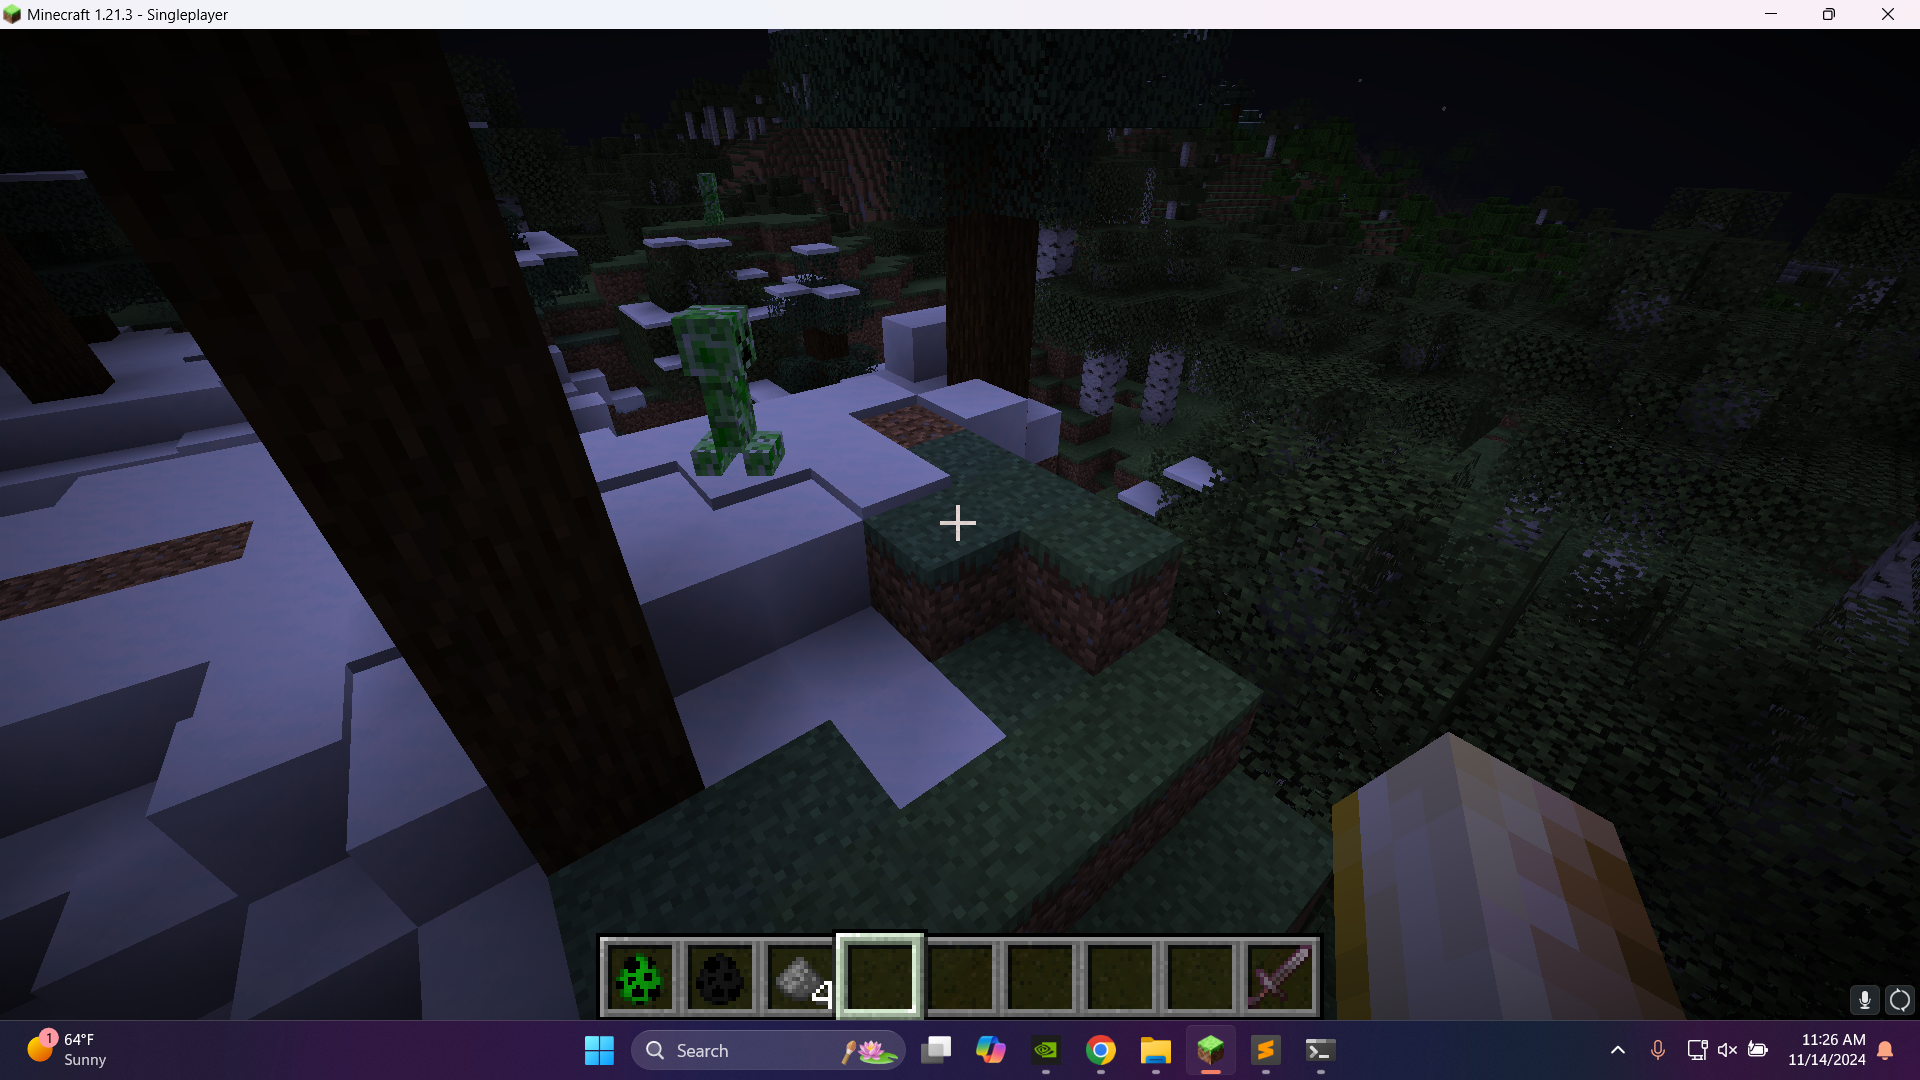 Minecraft 1.21.3 - Singleplayer
4
1
64°F
Sunny
Search
11:26 AM
11/14/2024